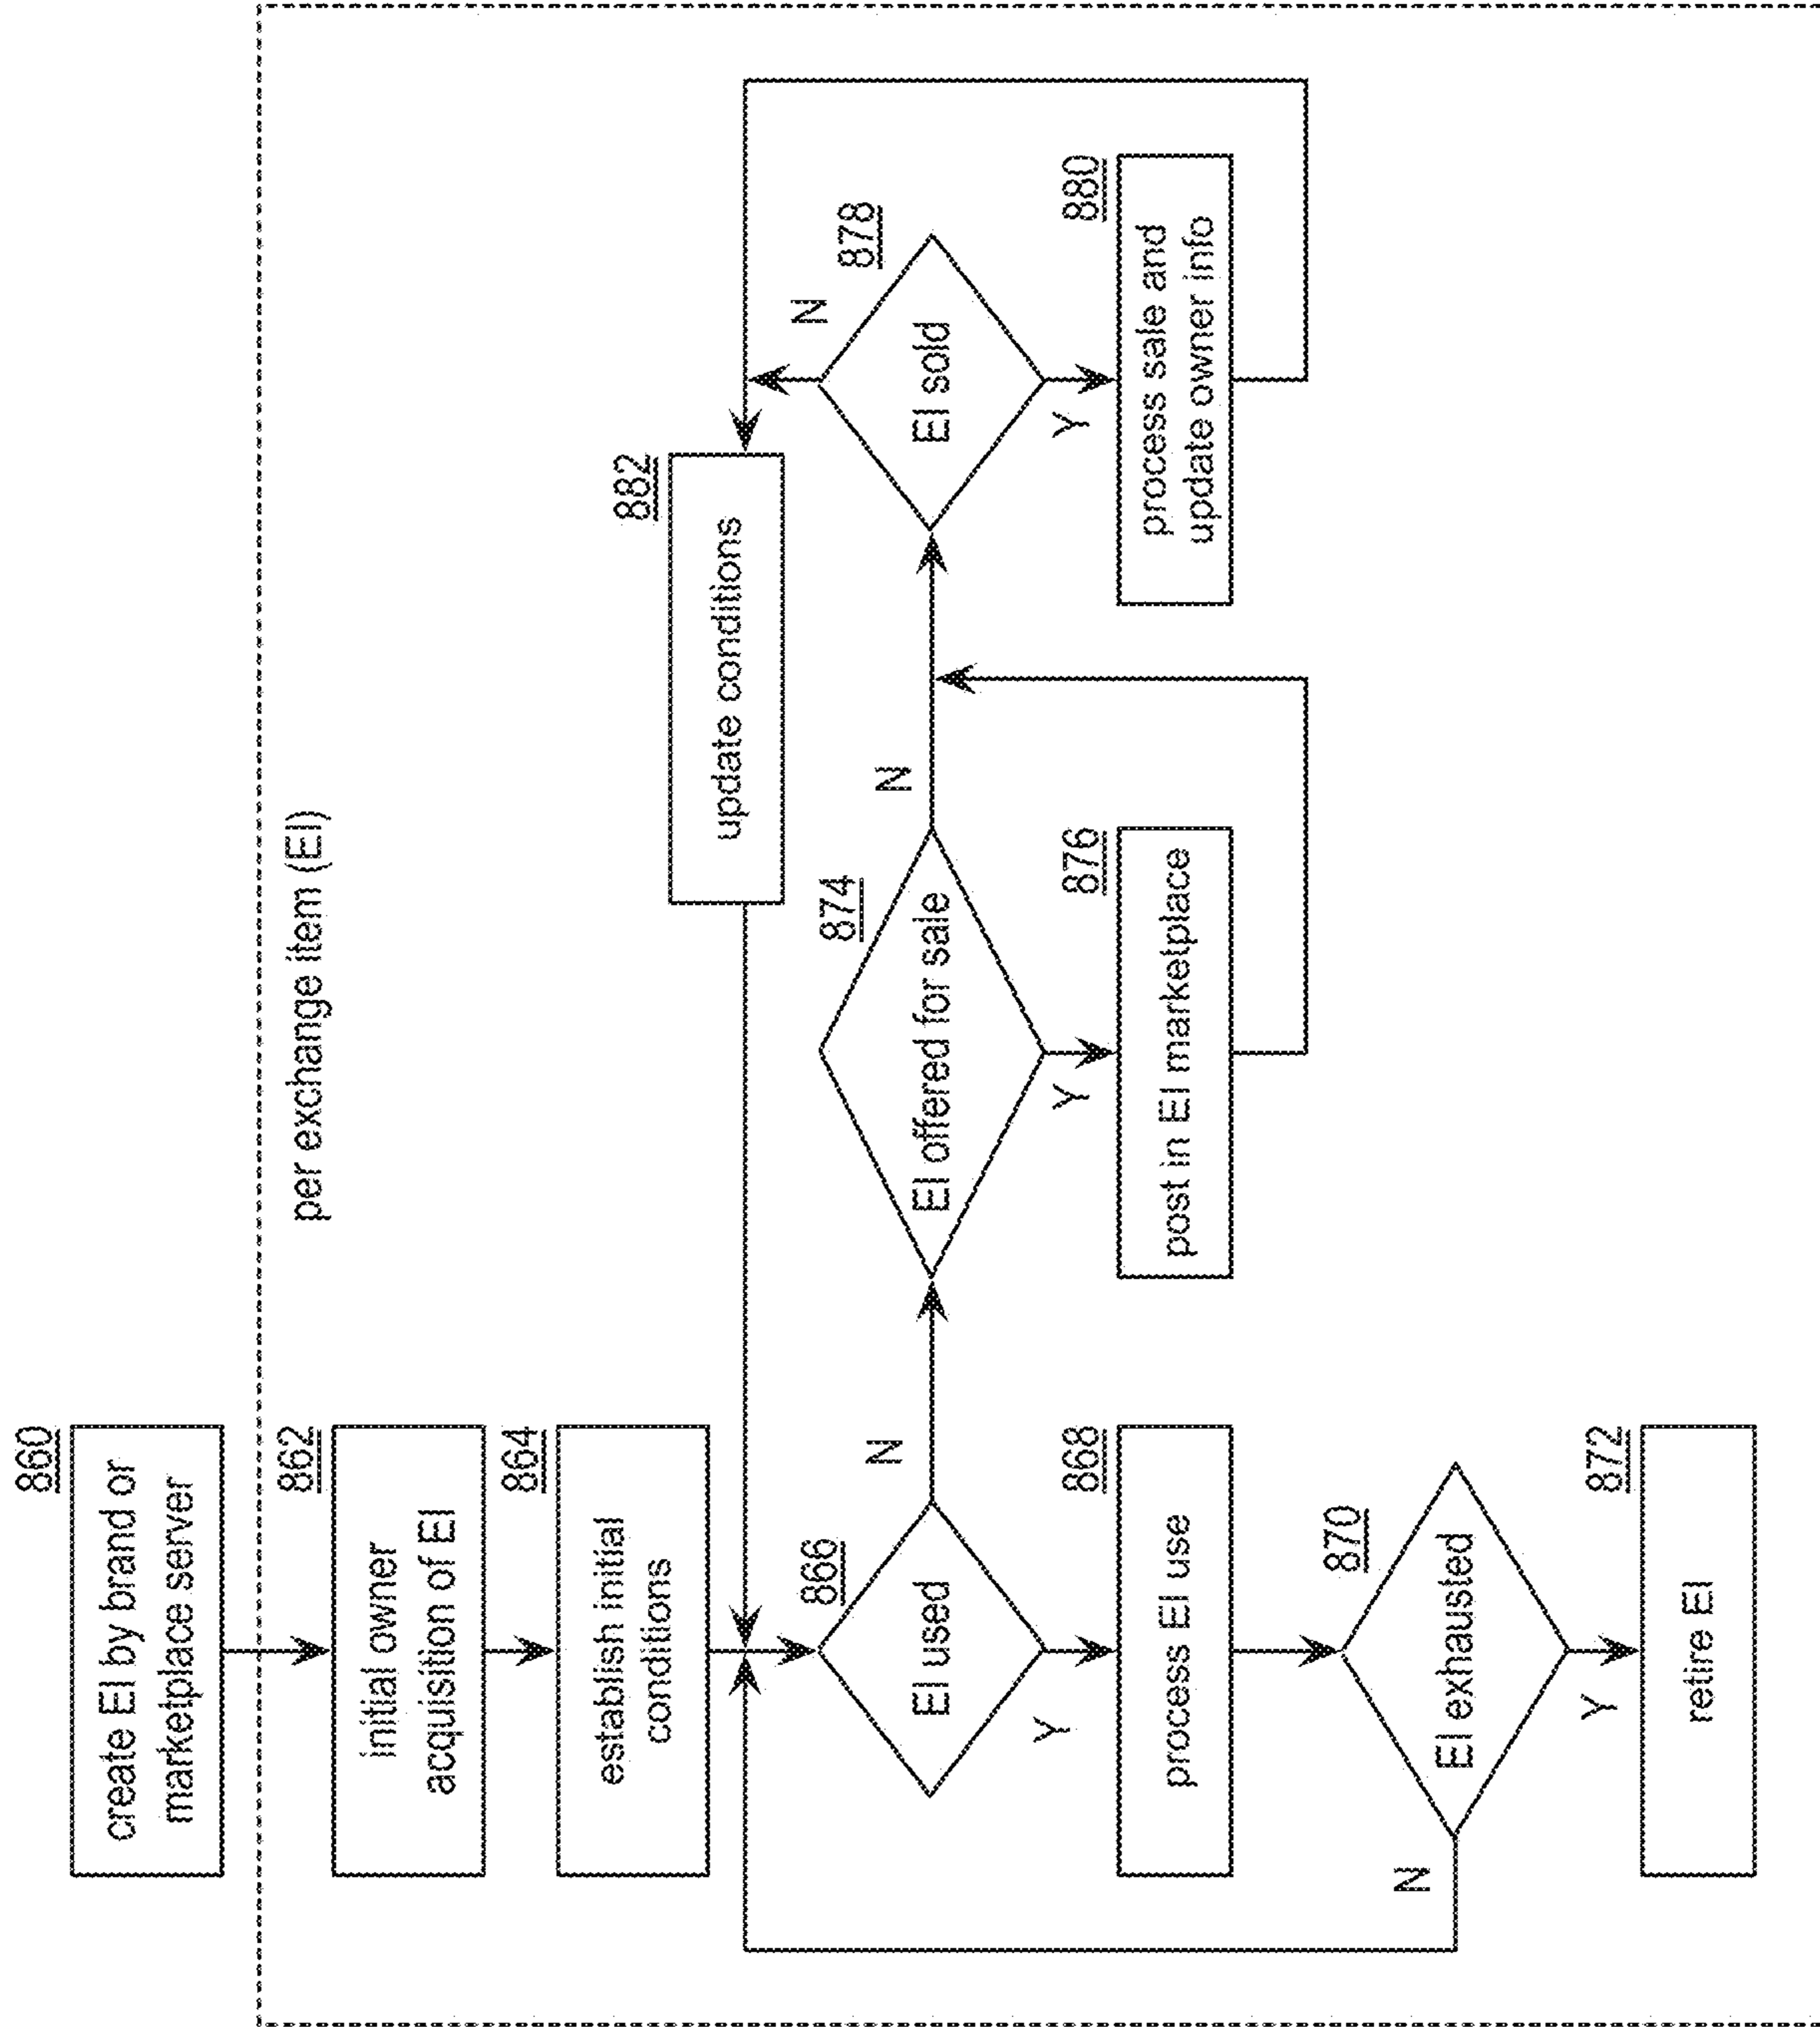 860
create EI by brand or
marketplace server
per exchange item (EI)
862
initial owner
acquisition of EI
864
establish initial
conditions
882
update conditions
866
EI used
N
Y
874
EI offered for sale
N
Y
878
EI sold
N
Y
868
process EI use
876
post in EI marketplace
880
process sale and
update owner info
870
EI exhausted
N
Y
872
retire EI